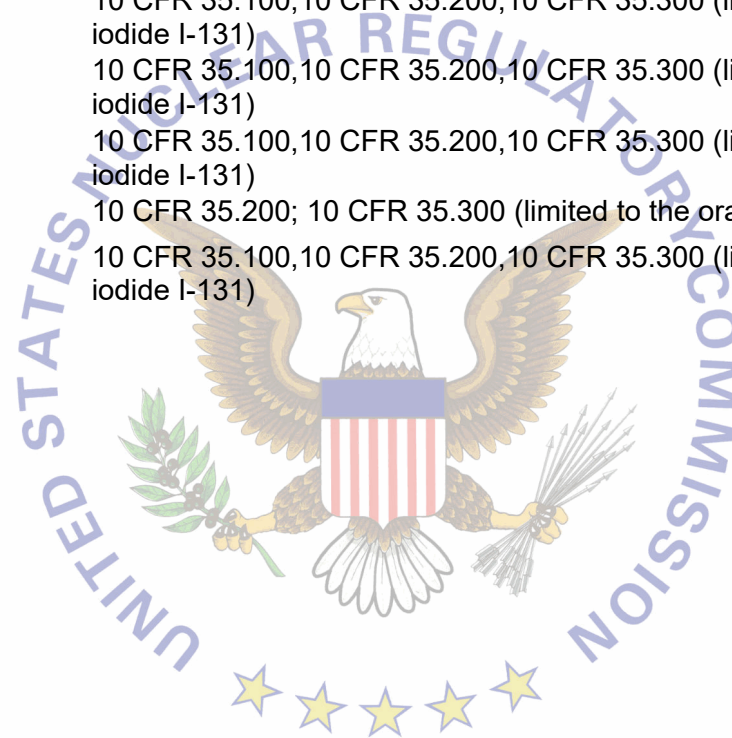 10 CFR 35.100,10 CFR 35.200,10 CFR 35.300 (li
iodide I-131)
10 CFR 35.100,10 CFR 35.200,10 CFR 35.300 (li
iodide I-131)
10 CFR 35.100,10 CFR 35.200,10 CFR 35.300 (li
iodide I-131)
10 CFR 35.200; 10 CFR 35.300 (limited to the ora
10 CFR 35.100,10 CFR 35.200,10 CFR 35.300 (li
iodide I-131)
UNITED STATES NUCLEAR REGULATORY COMMISSION